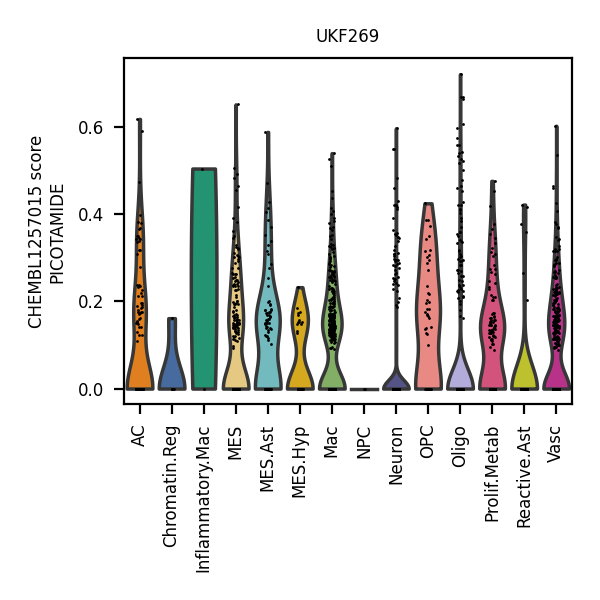 UKF269
CHEMBL1257015 score
PICOTAMIDE
0.6
0.4
0.2
0.0
AC
Chromatin.Reg
Inflammatory.Mac
MES
MES.Ast
MES.Hyp
Mac
NPC
Neuron
OPC
Oligo
Prolif.Metab
Reactive.Ast
Vasc